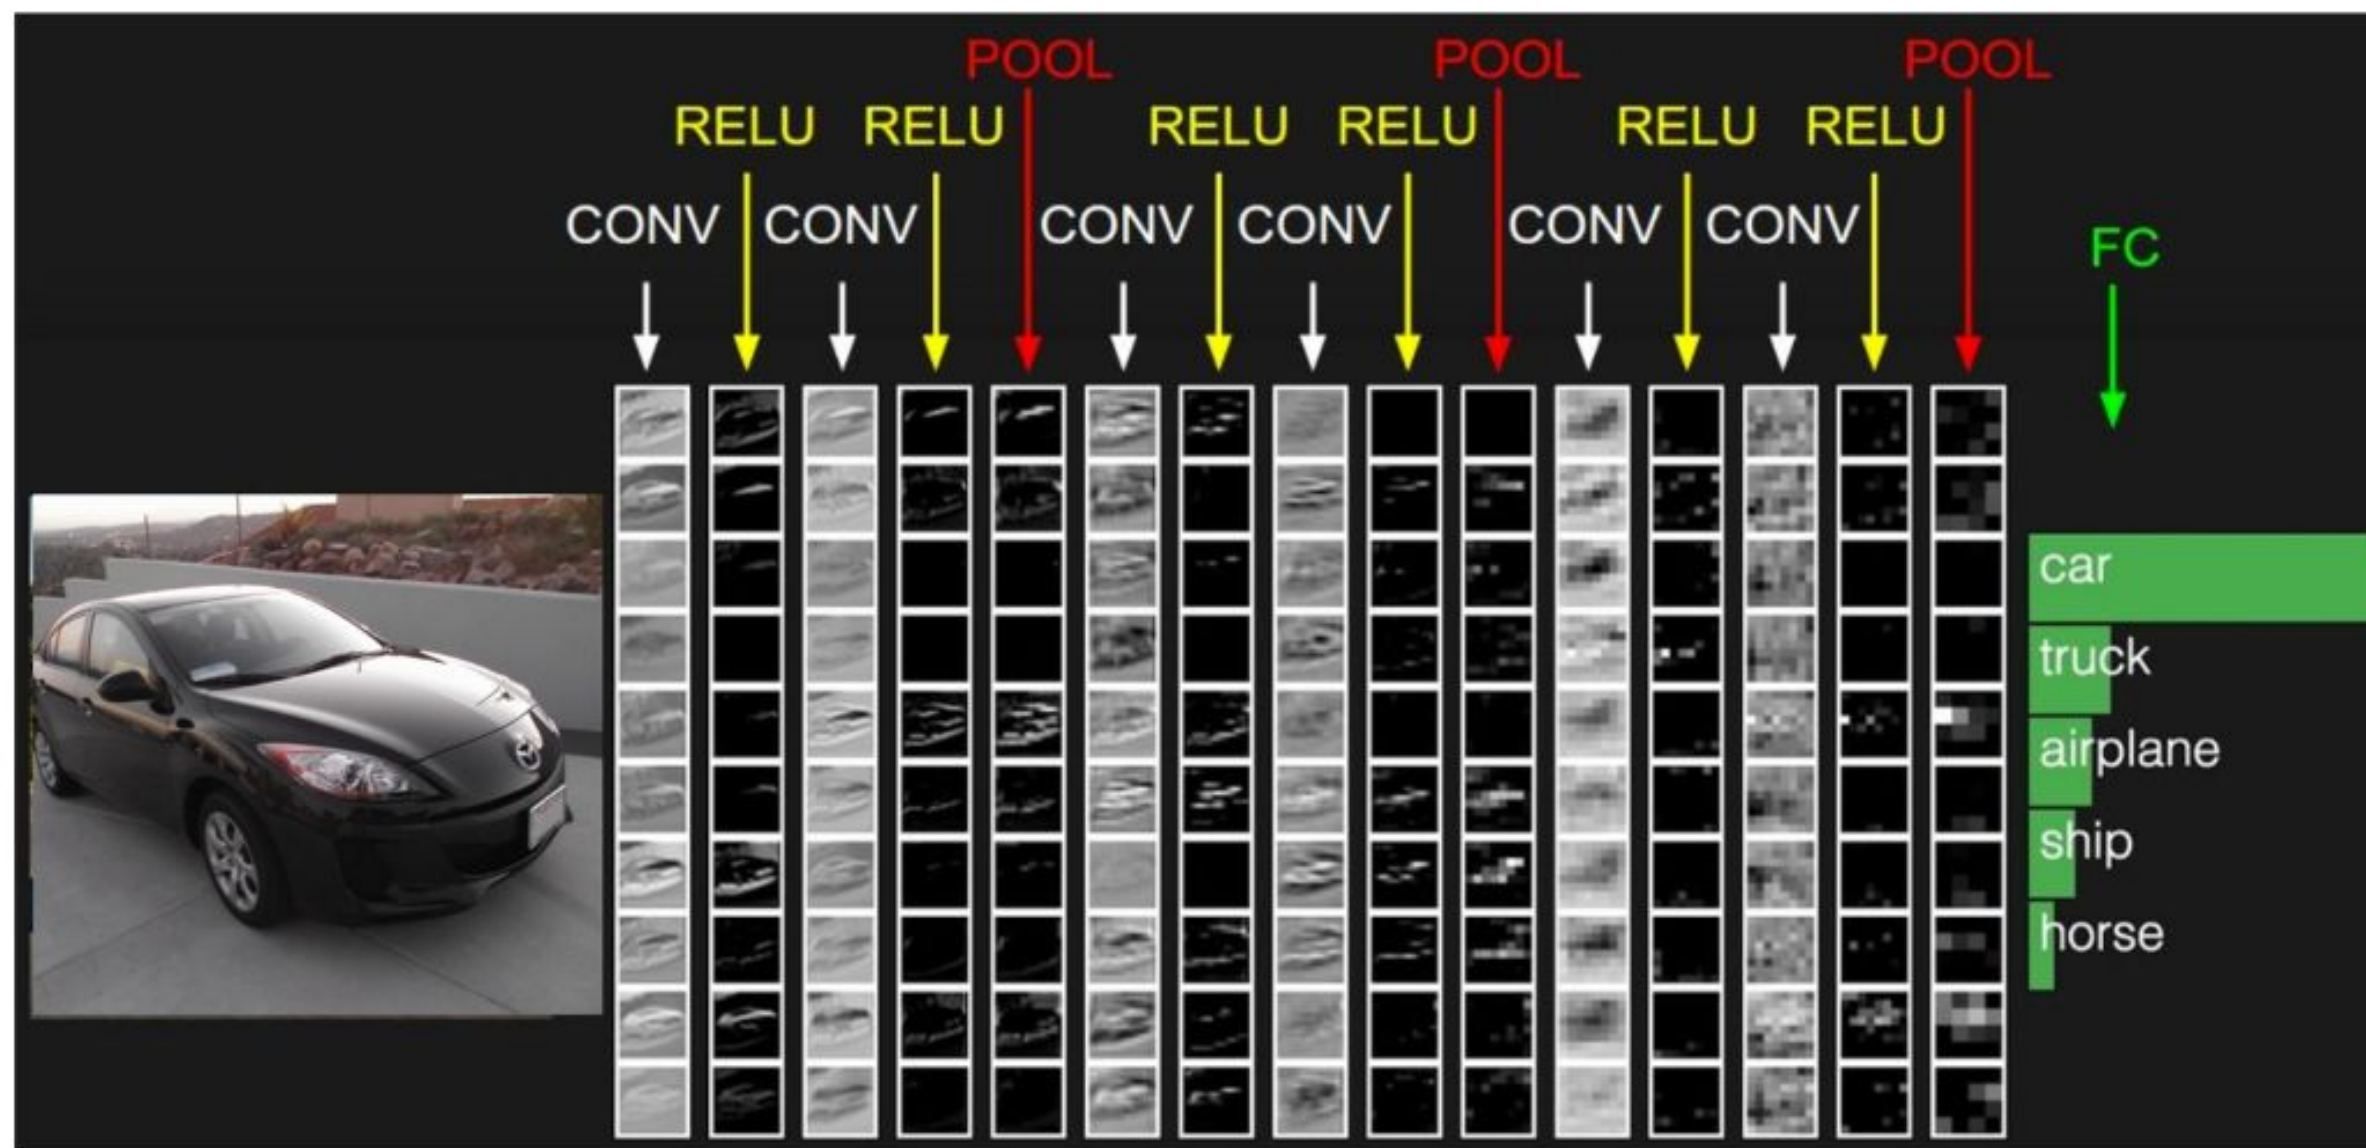 POOL POOL POOL
RELU RELU RELU RELU RELU RELU
CONV CONV CONV CONV CONV CONV
FC
car
truck
airplane
ship
horse